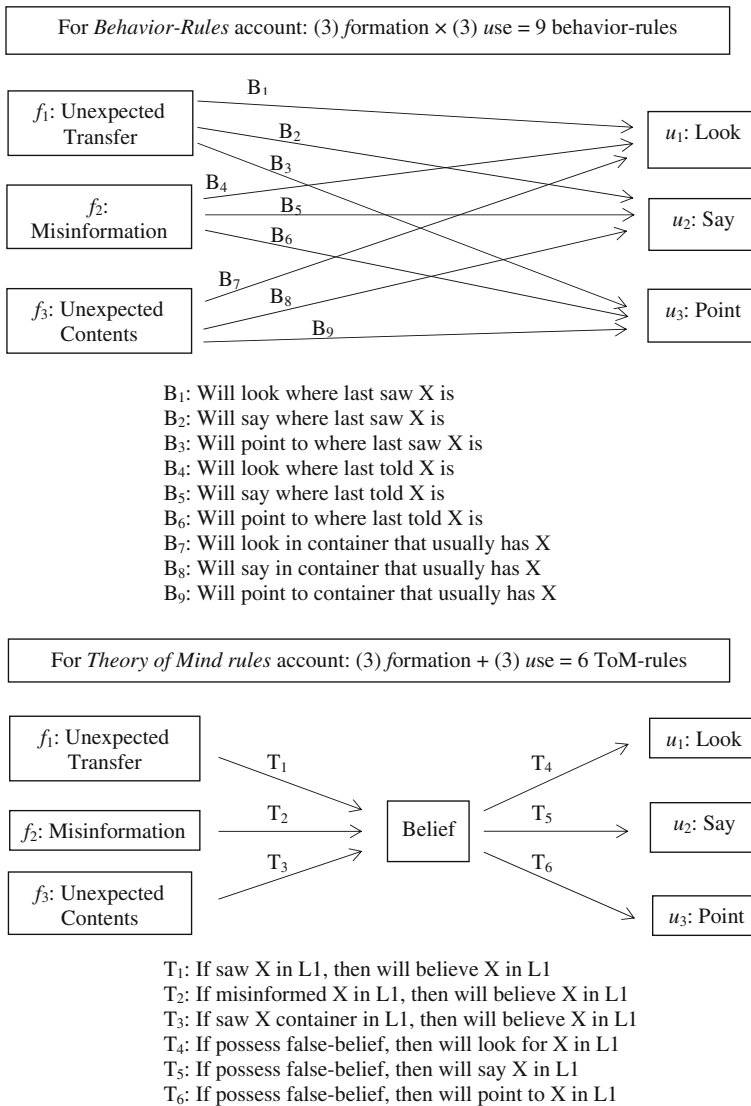 For Behavior-Rules account: (3) formation × (3) use = 9 behavior-rules
f₁: Unexpected
Transfer
f₂:
Misinformation
f₃: Unexpected
Contents
B₁
B₂
B₃
B₄
B₅
B₆
B₇
B₈
B₉
u₁: Look
u₂: Say
u₃: Point
B₁: Will look where last saw X is
B₂: Will say where last saw X is
B₃: Will point to where last saw X is
B₄: Will look where last told X is
B₅: Will say where last told X is
B₆: Will point to where last told X is
B₇: Will look in container that usually has X
B₈: Will say in container that usually has X
B₉: Will point to container that usually has X
For Theory of Mind rules account: (3) formation + (3) use = 6 ToM-rules
f₁: Unexpected
Transfer
f₂: Misinformation
f₃: Unexpected
Contents
T₁
T₂
T₃
Belief
T₄
T₅
T₆
u₁: Look
u₂: Say
u₃: Point
T₁: If saw X in L1, then will believe X in L1
T₂: If misinformed X in L1, then will believe X in L1
T₃: If saw X container in L1, then will believe X in L1
T₄: If possess false-belief, then will look for X in L1
T₅: If possess false-belief, then will say X in L1
T₆: If possess false-belief, then will point to X in L1